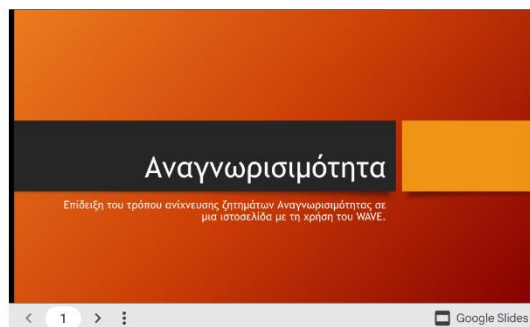 Αναγνωρισιμότητα
Επίδειξη του τρόπου ανίχνευσης ζητημάτων Αναγνωρισιμότητας σε
μια ιστοσελίδα με τη χρήση του WAVE.
1
Google Slides